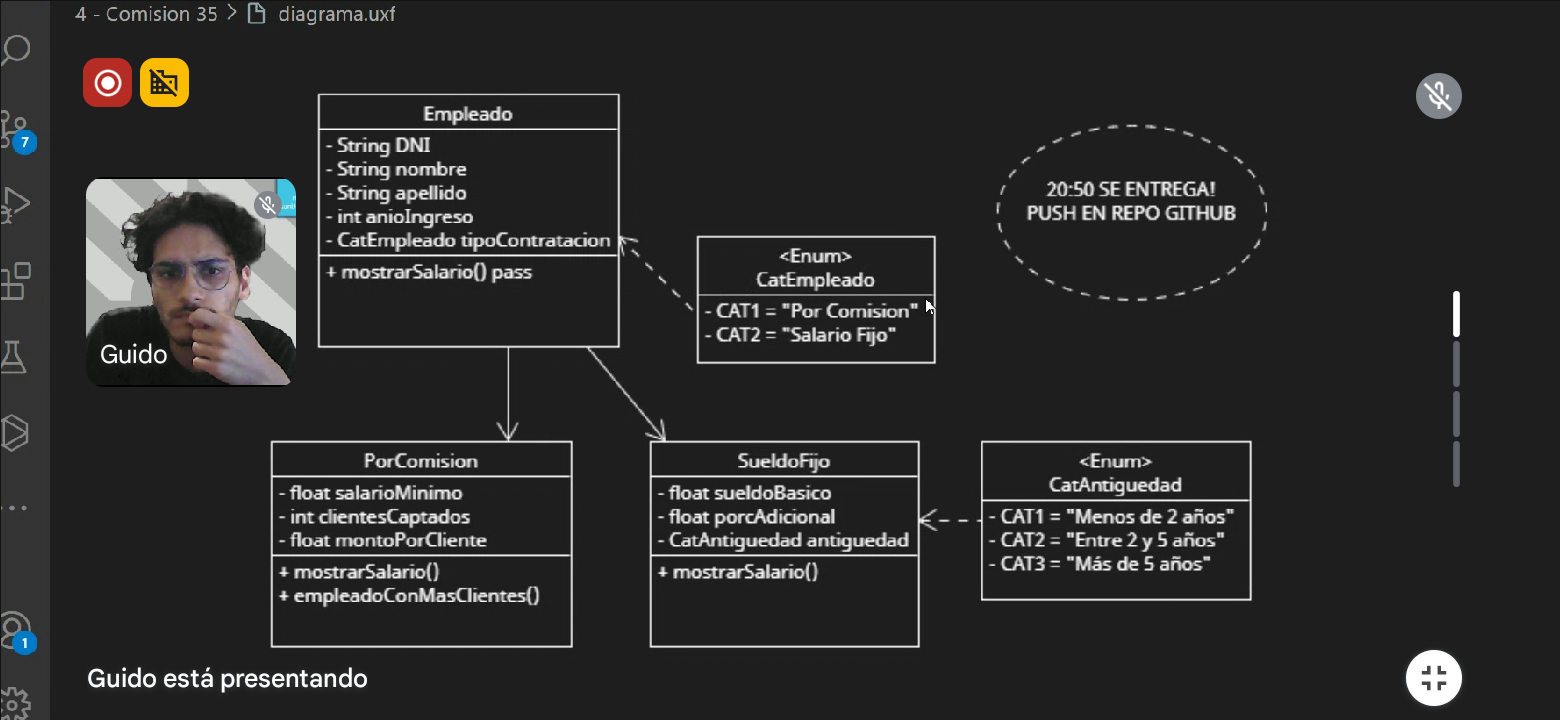 4 - Comision 35 > diagrama.uxf
7
Guido
Empleado
- String DNI
- String nombre
- String apellido
- int anioIngreso
- CatEmpleado tipoContratacion
+ mostrarSalario() pass
<Enum>
CatEmpleado
- CAT1 = "Por Comision"
- CAT2 = "Salario Fijo"
20:50 SE ENTREGA!
PUSH EN REPO GITHUB
PorComision
- float salarioMinimo
- int clientesCaptados
- float montoPorCliente
+ mostrarSalario()
+ empleadoConMasClientes()
SueldoFijo
- float sueldoBasico
- float porcAdicional
- CatAntiguedad antiguedad
+ mostrarSalario()
<Enum>
CatAntiguedad
- CAT1 = "Menos de 2 años"
- CAT2 = "Entre 2 y 5 años"
- CAT3 = "Más de 5 años"
1
Guido está presentando